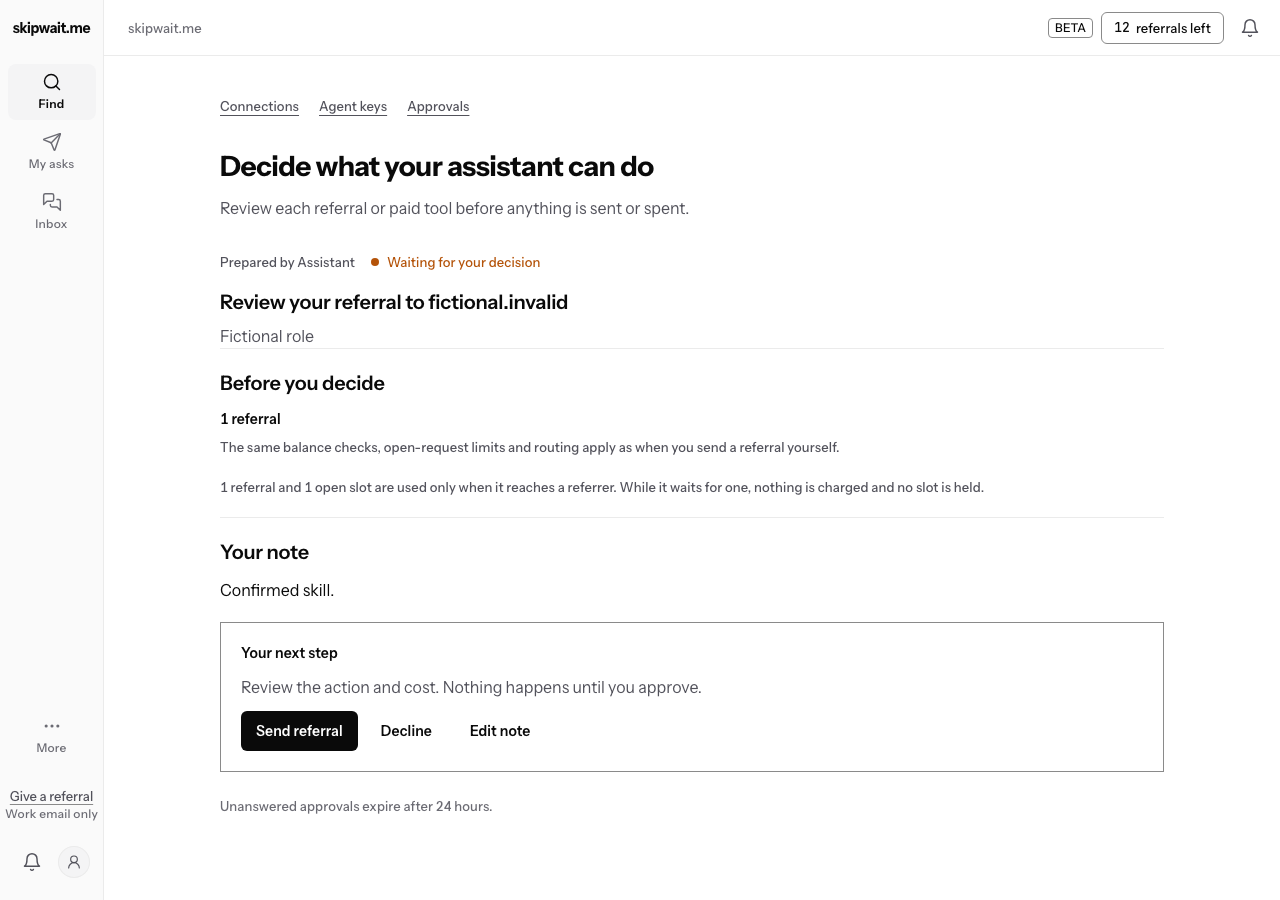 skipwait.me
Find
My asks
Inbox
More
Give a referral
Work email only
skipwait.me
BETA
12 referrals left
Connections
Agent keys
Approvals
Decide what your assistant can do
Review each referral or paid tool before anything is sent or spent.
Prepared by Assistant
Waiting for your decision
Review your referral to fictional.invalid
Fictional role
Before you decide
1 referral
The same balance checks, open-request limits and routing apply as when you send a referral yourself.
1 referral and 1 open slot are used only when it reaches a referrer. While it waits for one, nothing is charged and no slot is held.
Your note
Confirmed skill.
Your next step
Review the action and cost. Nothing happens until you approve.
Send referral
Decline
Edit note
Unanswered approvals expire after 24 hours.